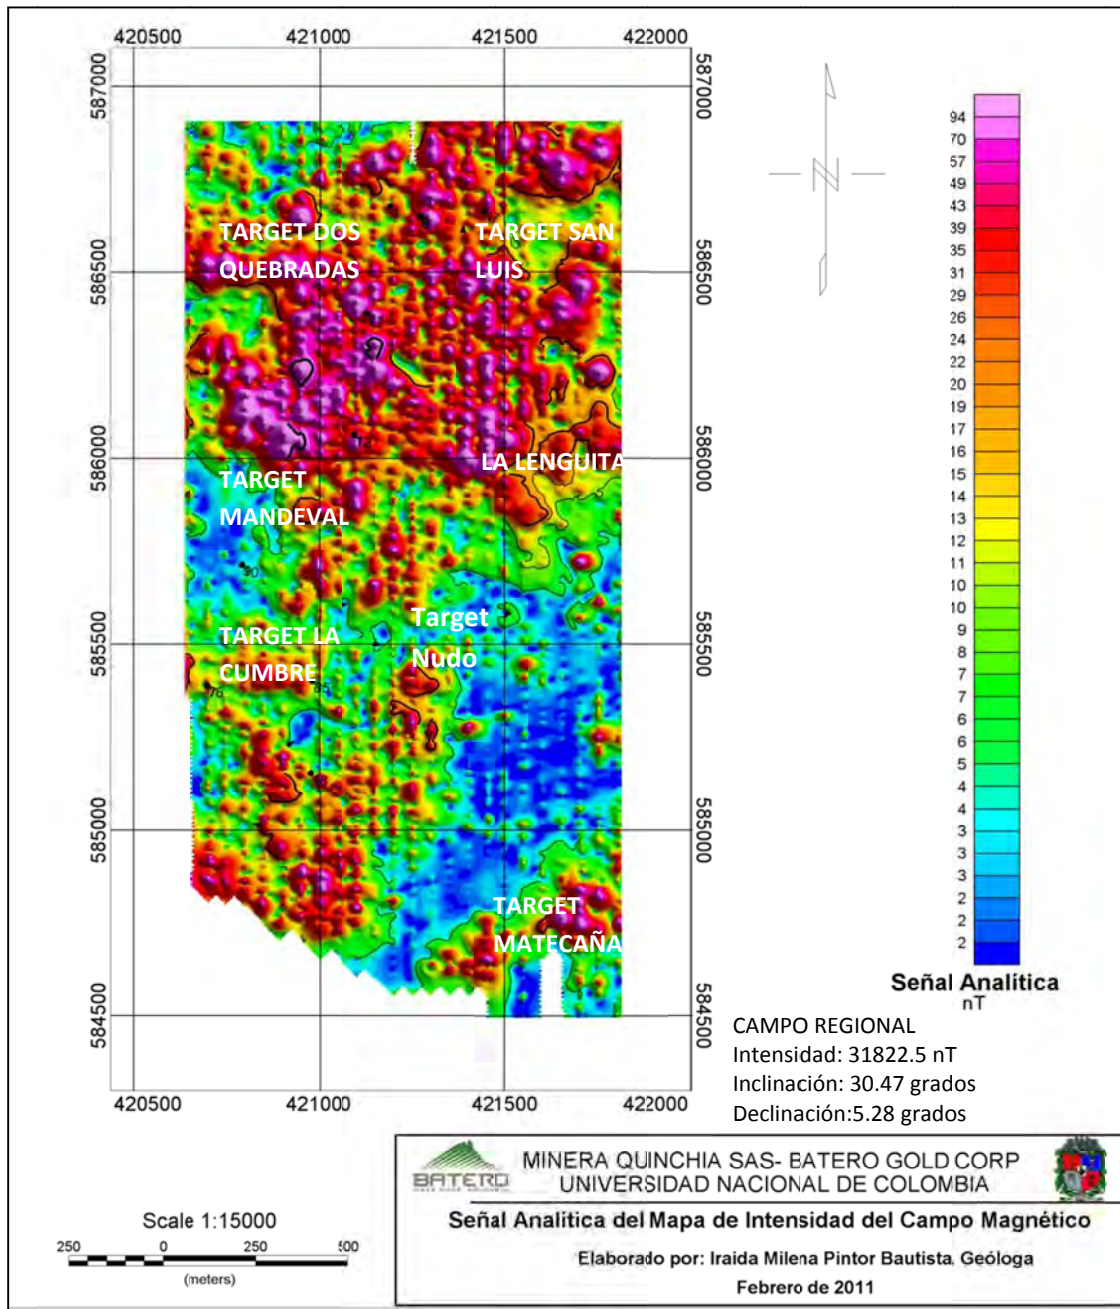 420500 421000 421500 422000
587000
587000
TARGET DOS
QUEBRADAS
TARGET SAN
LUIS
586500
586500
72
LA LENGUITA
586000
586000
TARGET
MANDEVAL
90
Target
Nudo
TARGET LA
CUMBRE
585500
585500
76
85
585000
585000
TARGET
MATECAÑA
584500
584500
420500 421000 421500 422000
N
94
70
57
49
43
39
35
31
29
26
24
22
20
19
17
16
15
14
13
12
11
10
10
9
8
7
7
6
6
5
4
4
3
3
2
2
2
Señal Analítica
nT
CAMPO REGIONAL
Intensidad: 31822.5 nT
Inclinación: 30.47 grados
Declinación:5.28 grados
Scale 1:15000
250 0 250 500
(meters)
BATERO
MINERA QUINCHIA SAS- BATERO GOLD CORP
UNIVERSIDAD NACIONAL DE COLOMBIA
Señal Analítica del Mapa de Intensidad del Campo Magnético
Elaborado por: Iraida Milena Pintor Bautista, Geóloga
Febrero de 2011